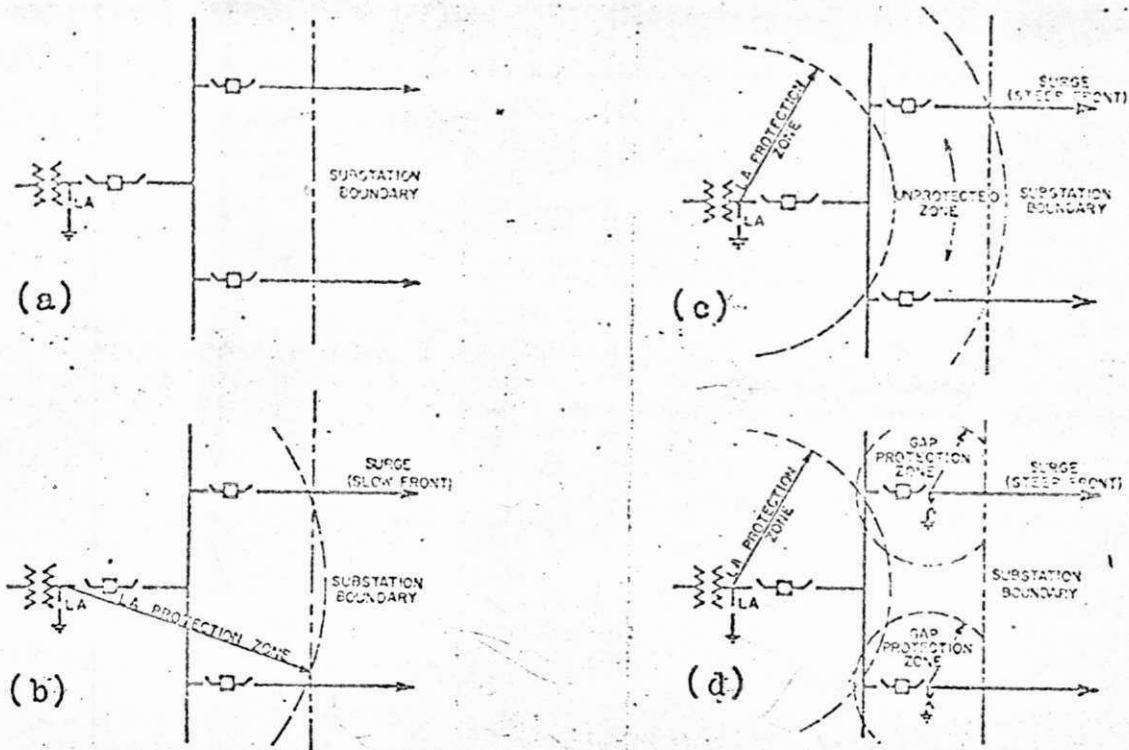 SUBSTATION
BOUNDARY
LA
(a)
SURGE
(SLOW FRONT)
SUBSTATION
BOUNDARY
LA
LA PROTECTION ZONE
(b)
SURGE
(STEEP FRONT)
LA PROTECTION
ZONE
UNPROTECTED
ZONE
SUBSTATION
BOUNDARY
LA
(c)
GAP
PROTECTION
ZONE
SURGE
(STEEP FRONT)
LA PROTECTION
ZONE
SUBSTATION
BOUNDARY
LA
GAP
PROTECTION
ZONE
(d)